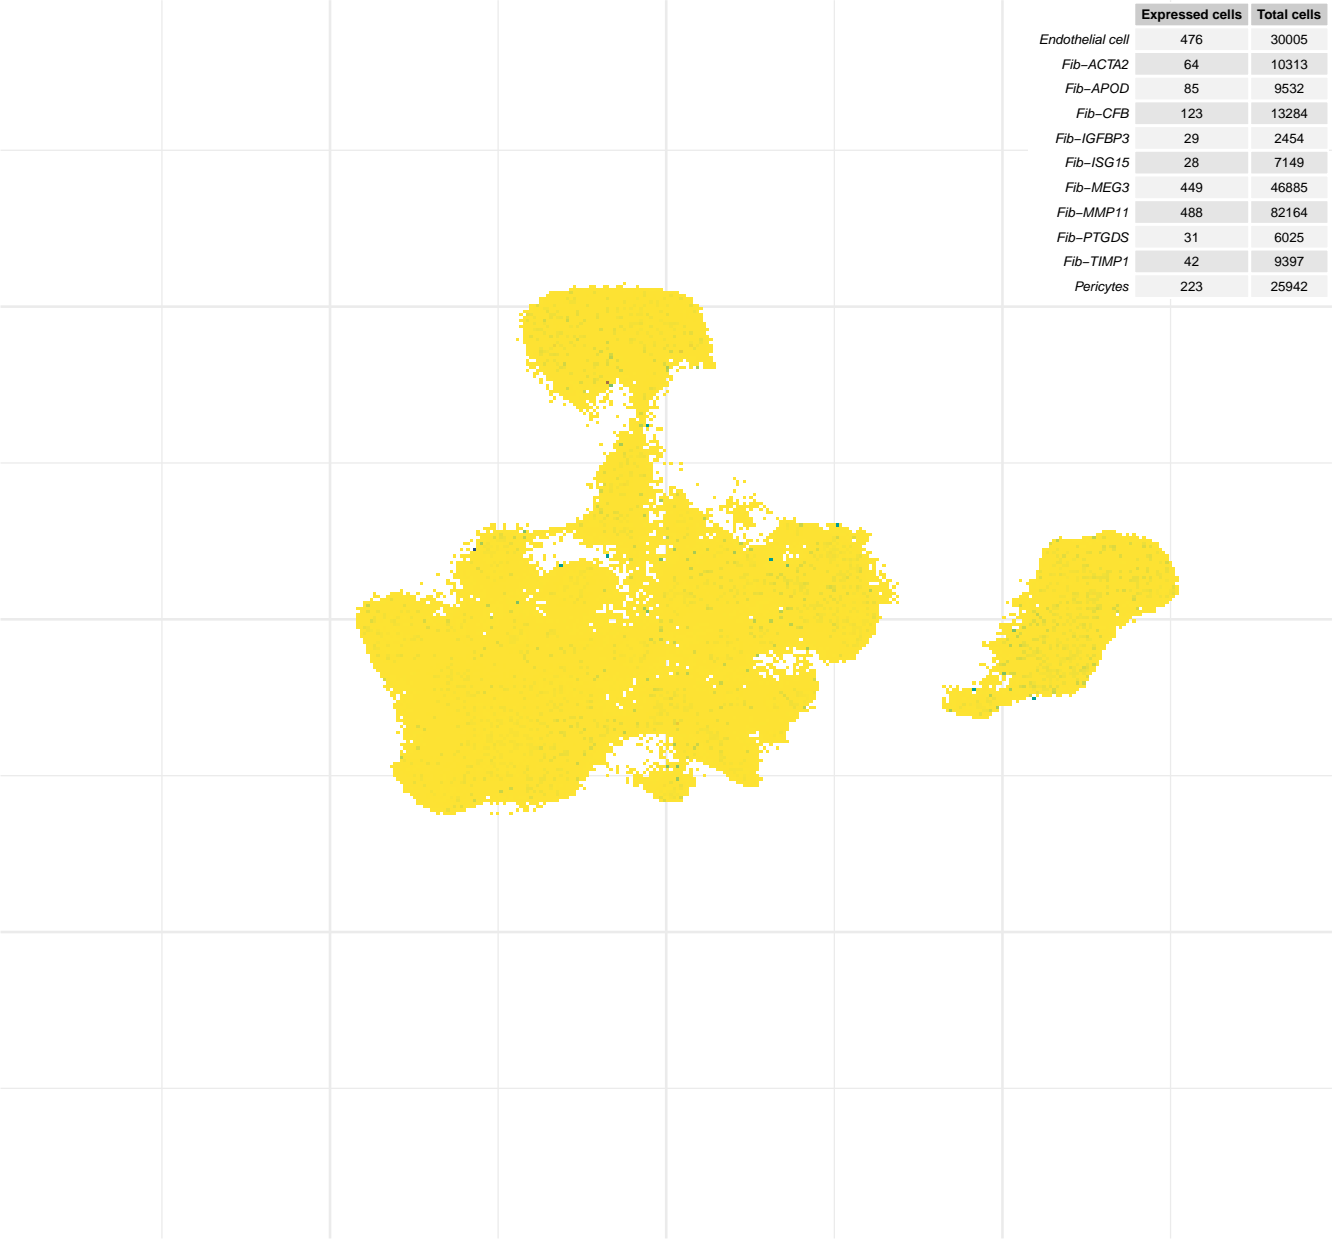 Expressed cells Total cells
Endothelial cell 476 30005
Fib−ACTA2 64 10313
Fib−APOD 85 9532
Fib−CFB 123 13284
Fib−IGFBP3 29 2454
Fib−ISG15 28 7149
Fib−MEG3 449 46885
Fib−MMP11 488 82164
Fib−PTGDS 31 6025
Fib−TIMP1 42 9397
Pericytes 223 25942